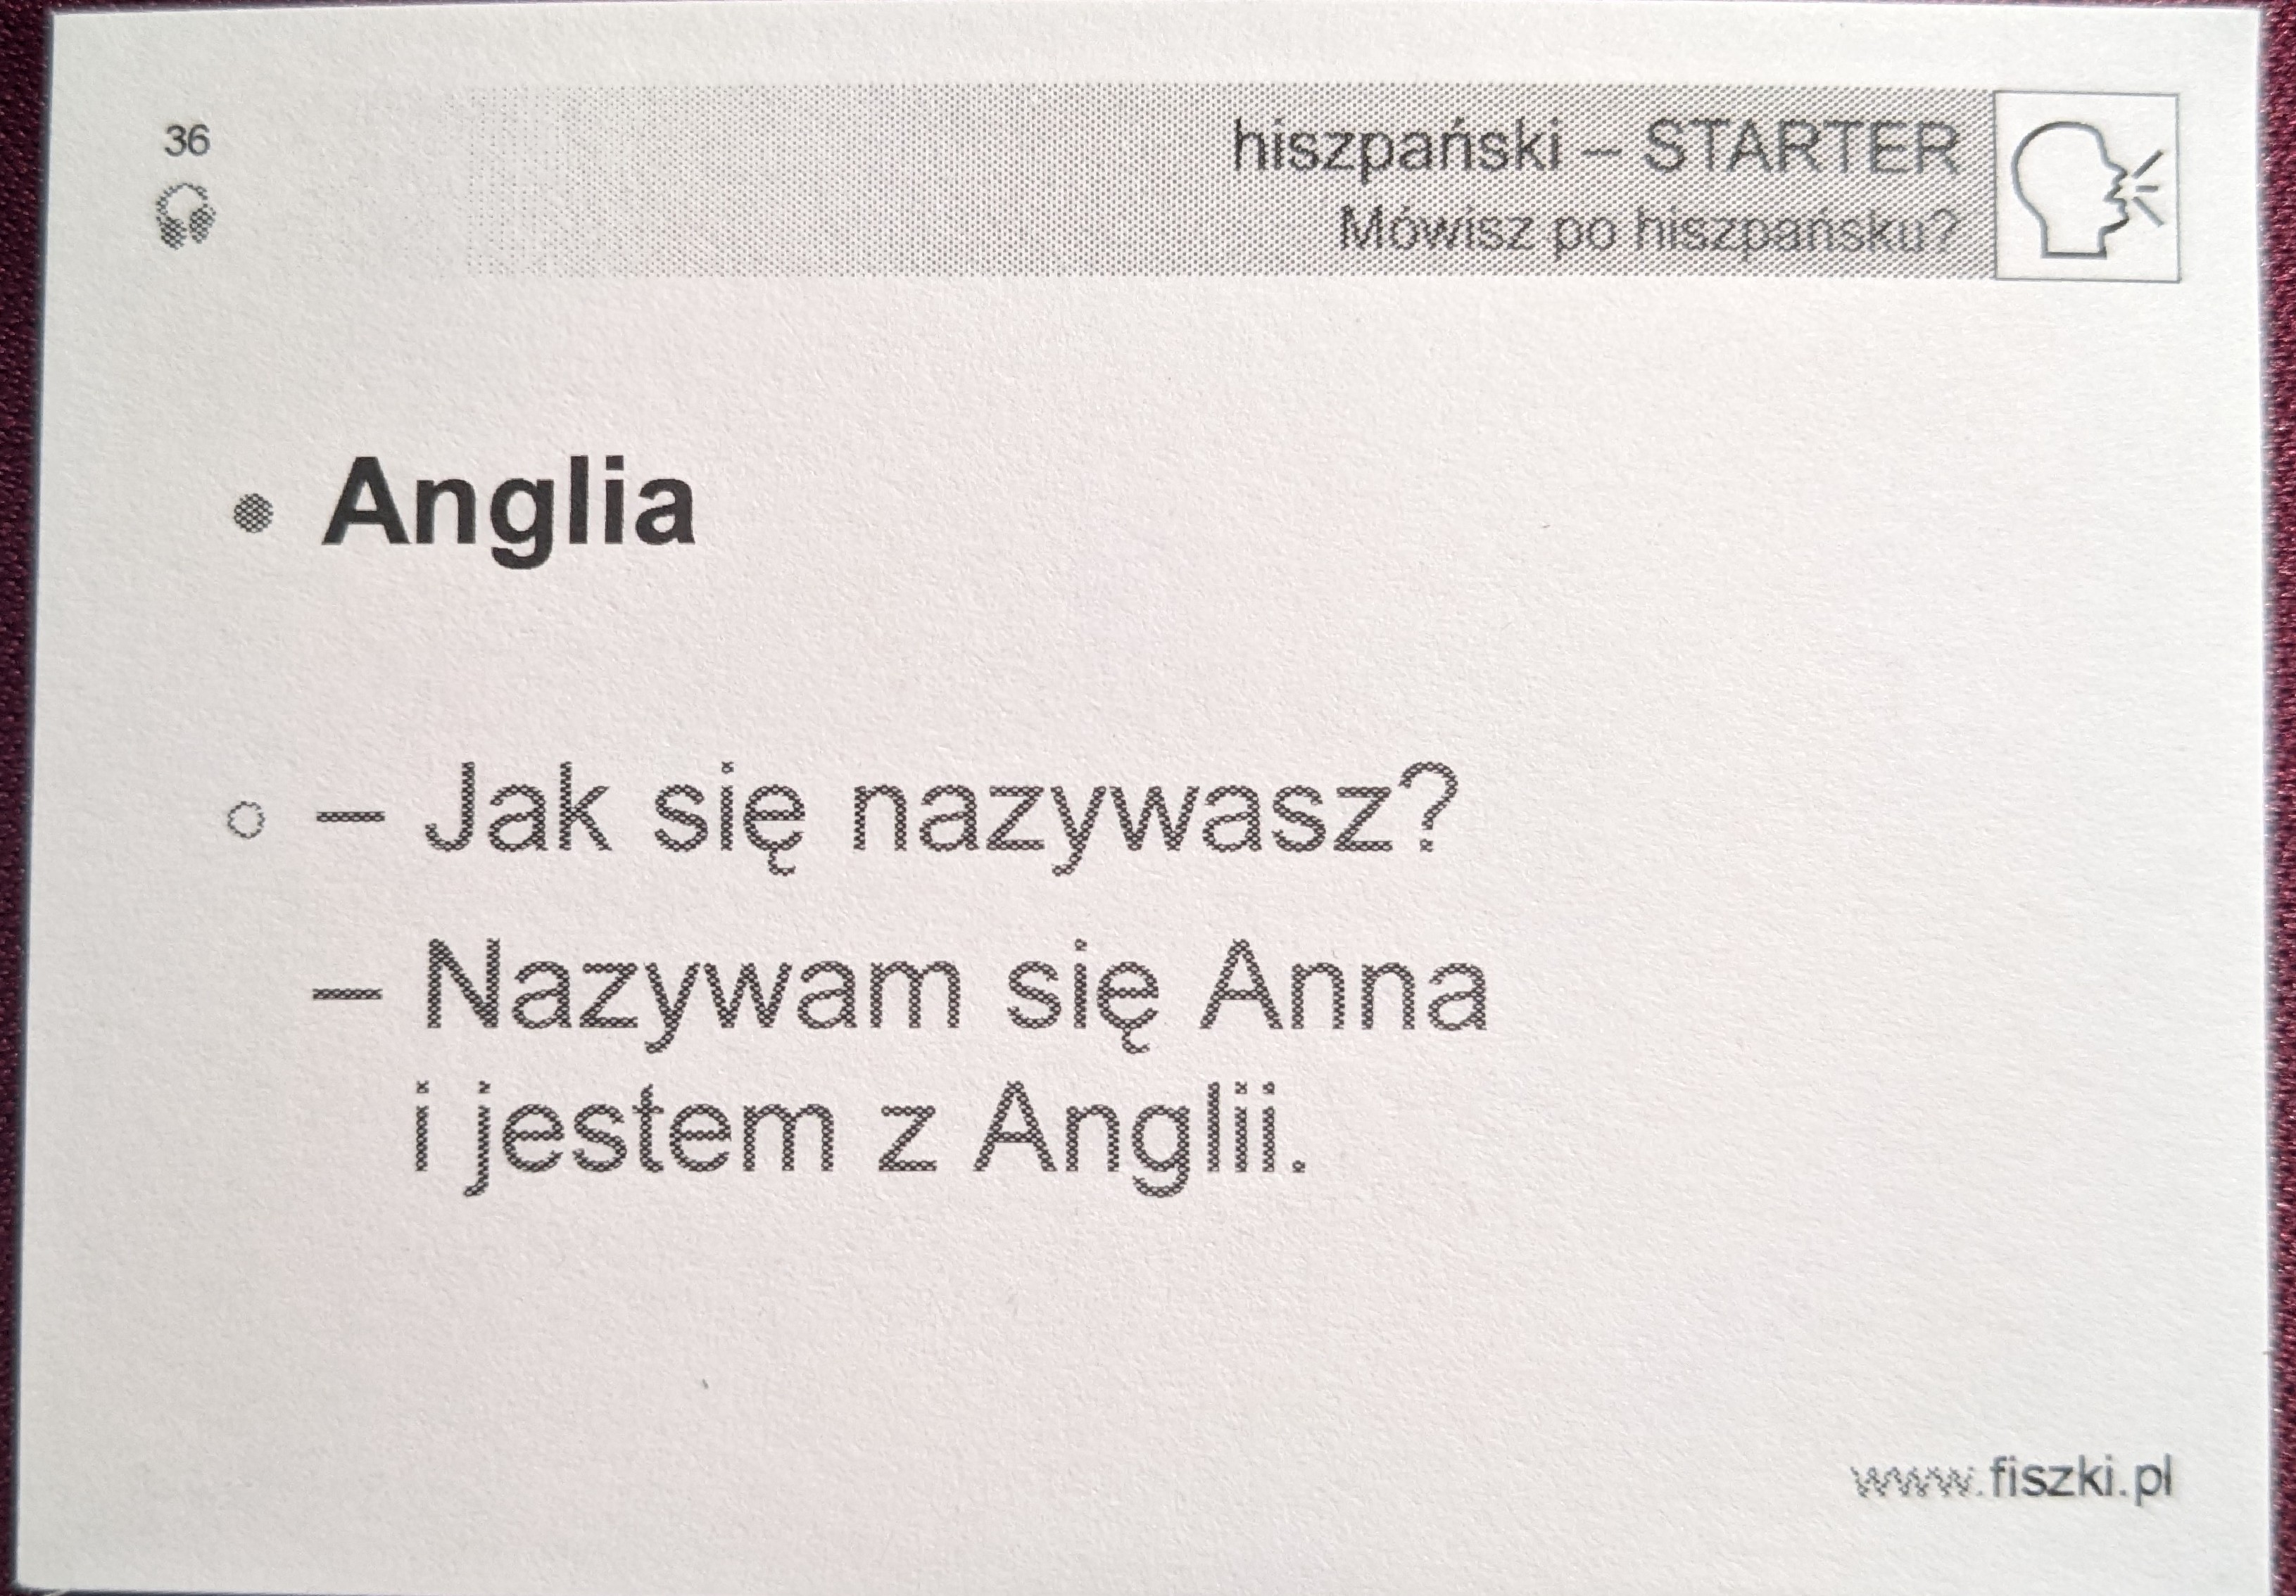 36
hiszpański – STARTER
Mówisz po hiszpańsku?
• Anglia
○ – Jak się nazywasz?
– Nazywam się Anna
i jestem z Anglii.
www.fiszki.pl